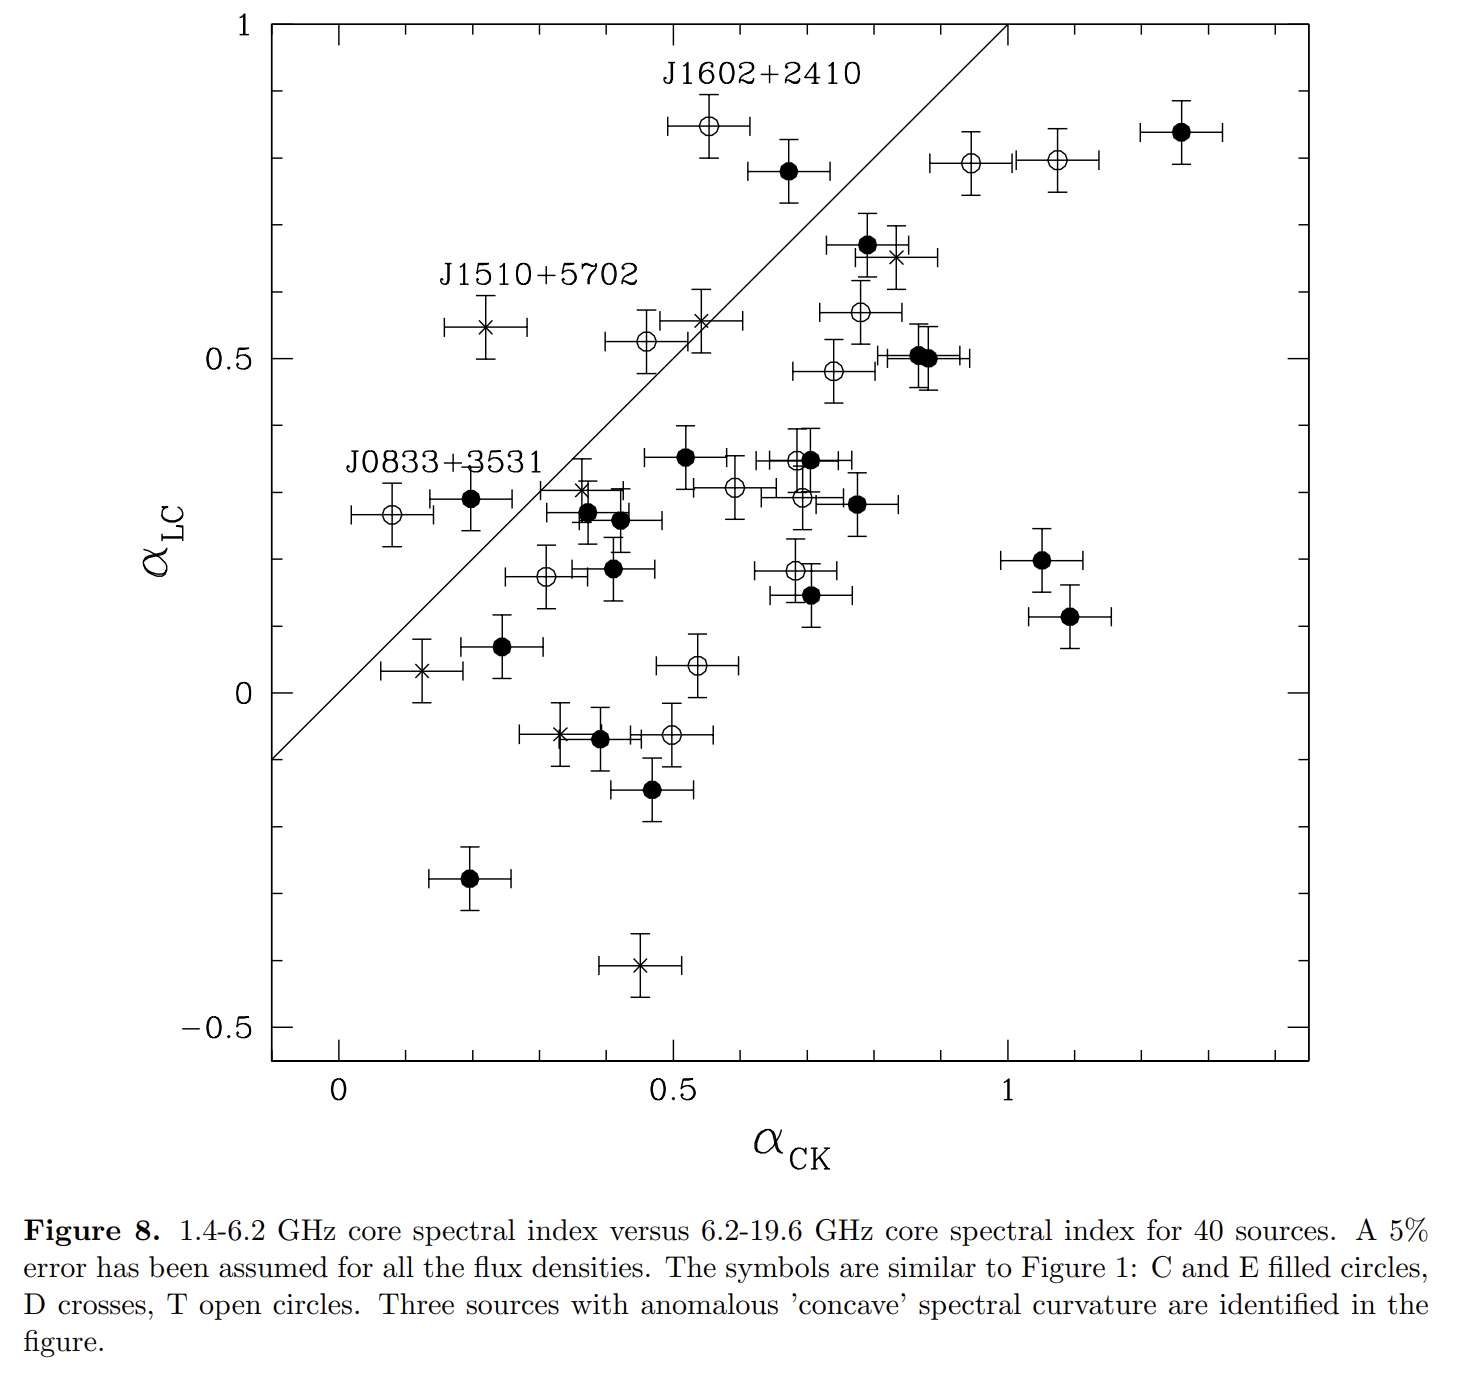 1
J1602+2410
J1510+5702
0.5
J0833+3531
αLC
0
−0.5
0 0.5 1
αCK
Figure 8. 1.4-6.2 GHz core spectral index versus 6.2-19.6 GHz core spectral index for 40 sources. A 5%
error has been assumed for all the flux densities. The symbols are similar to Figure 1: C and E filled circles,
D crosses, T open circles. Three sources with anomalous 'concave' spectral curvature are identified in the
figure.